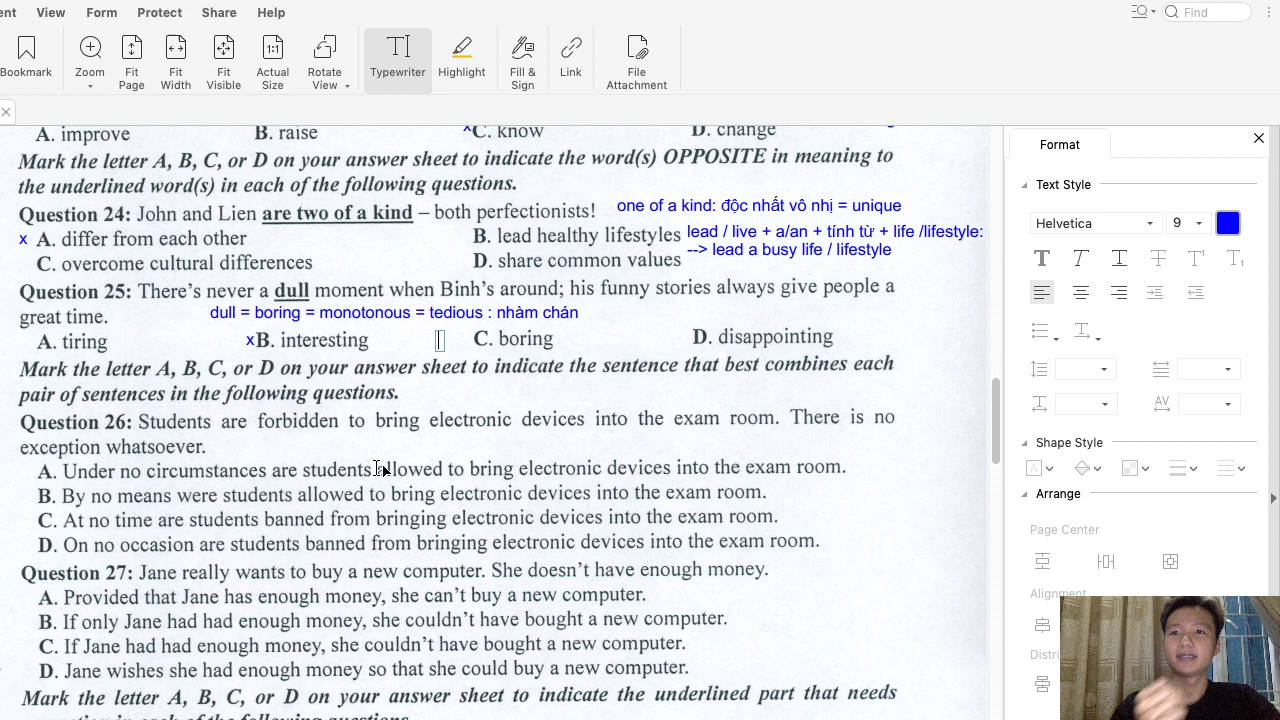 ent View Form Protect Share Help
Find
Bookmark Zoom Fit Page Fit Width Fit Visible Actual Size Rotate View Typewriter Highlight Fill & Sign Link File Attachment
A. improve B. raise xC. know D. change
Mark the letter A, B, C, or D on your answer sheet to indicate the word(s) OPPOSITE in meaning to
the underlined word(s) in each of the following questions.
Question 24: John and Lien are two of a kind – both perfectionists! one of a kind: độc nhất vô nhị = unique
x A. differ from each other B. lead healthy lifestyles lead / live + a/an + tính từ + life /lifestyle:
--> lead a busy life / lifestyle
C. overcome cultural differences D. share common values
Question 25: There's never a dull moment when Binh's around; his funny stories always give people a
great time. dull = boring = monotonous = tedious : nhàm chán
A. tiring xB. interesting C. boring D. disappointing
Mark the letter A, B, C, or D on your answer sheet to indicate the sentence that best combines each
pair of sentences in the following questions.
Question 26: Students are forbidden to bring electronic devices into the exam room. There is no
exception whatsoever.
A. Under no circumstances are students allowed to bring electronic devices into the exam room.
B. By no means were students allowed to bring electronic devices into the exam room.
C. At no time are students banned from bringing electronic devices into the exam room.
D. On no occasion are students banned from bringing electronic devices into the exam room.
Question 27: Jane really wants to buy a new computer. She doesn't have enough money.
A. Provided that Jane has enough money, she can't buy a new computer.
B. If only Jane had had enough money, she couldn't have bought a new computer.
C. If Jane had had enough money, she couldn't have bought a new computer.
D. Jane wishes she had enough money so that she could buy a new computer.
Mark the letter A, B, C, or D on your answer sheet to indicate the underlined part that needs
Format
Text Style
Helvetica 9
Shape Style
Arrange
Page Center
Alignment
Distri